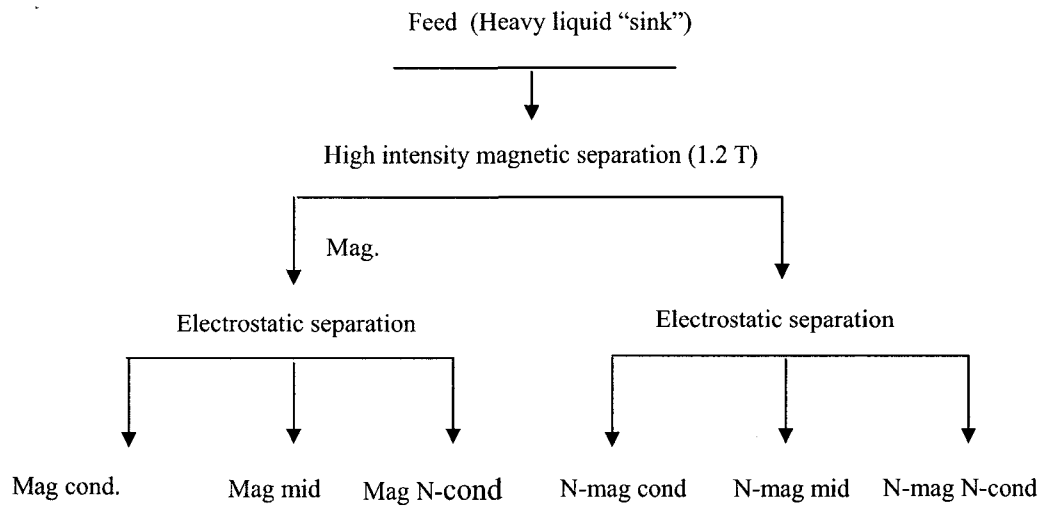 Feed (Heavy liquid “sink”)
High intensity magnetic separation (1.2 T)
Mag.
Electrostatic separation
Electrostatic separation
Mag cond.
Mag mid
Mag N-cond
N-mag cond
N-mag mid
N-mag N-cond